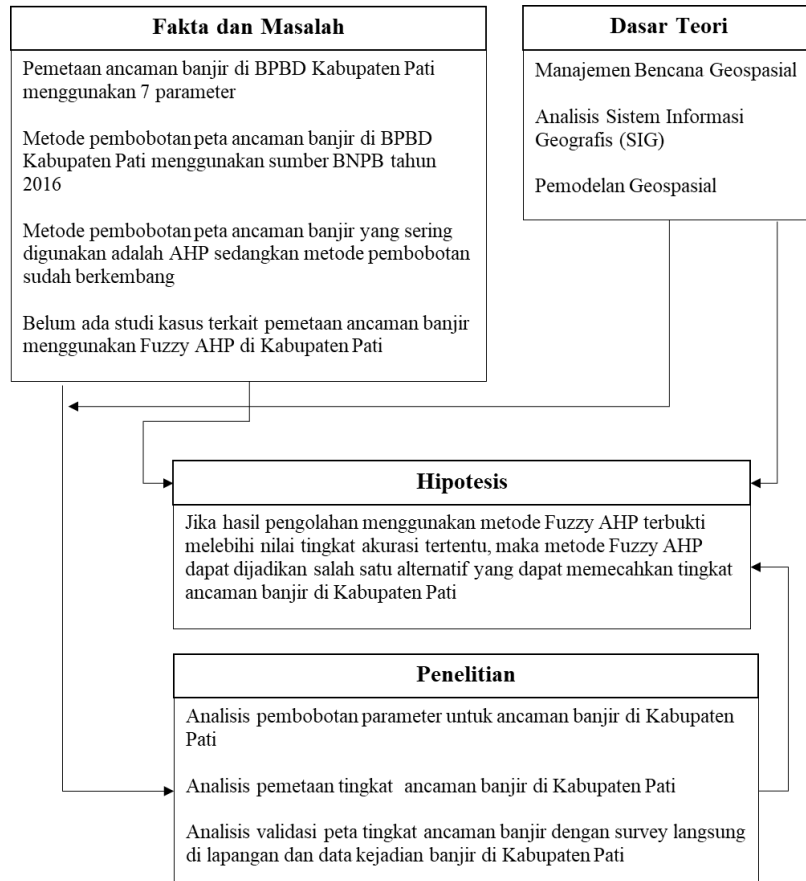 Fakta dan Masalah
Pemetaan ancaman banjir di BPBD Kabupaten Pati
menggunakan 7 parameter
Metode pembobotan peta ancaman banjir di BPBD
Kabupaten Pati menggunakan sumber BNPB tahun
2016
Metode pembobotan peta ancaman banjir yang sering
digunakan adalah AHP sedangkan metode pembobotan
sudah berkembang
Belum ada studi kasus terkait pemetaan ancaman banjir
menggunakan Fuzzy AHP di Kabupaten Pati
Dasar Teori
Manajemen Bencana Geospasial
Analisis Sistem Informasi
Geografis (SIG)
Pemodelan Geospasial
Hipotesis
Jika hasil pengolahan menggunakan metode Fuzzy AHP terbukti
melebihi nilai tingkat akurasi tertentu, maka metode Fuzzy AHP
dapat dijadikan salah satu alternatif yang dapat memecahkan tingkat
ancaman banjir di Kabupaten Pati
Penelitian
Analisis pembobotan parameter untuk ancaman banjir di Kabupaten
Pati
Analisis pemetaan tingkat ancaman banjir di Kabupaten Pati
Analisis validasi peta tingkat ancaman banjir dengan survey langsung
di lapangan dan data kejadian banjir di Kabupaten Pati